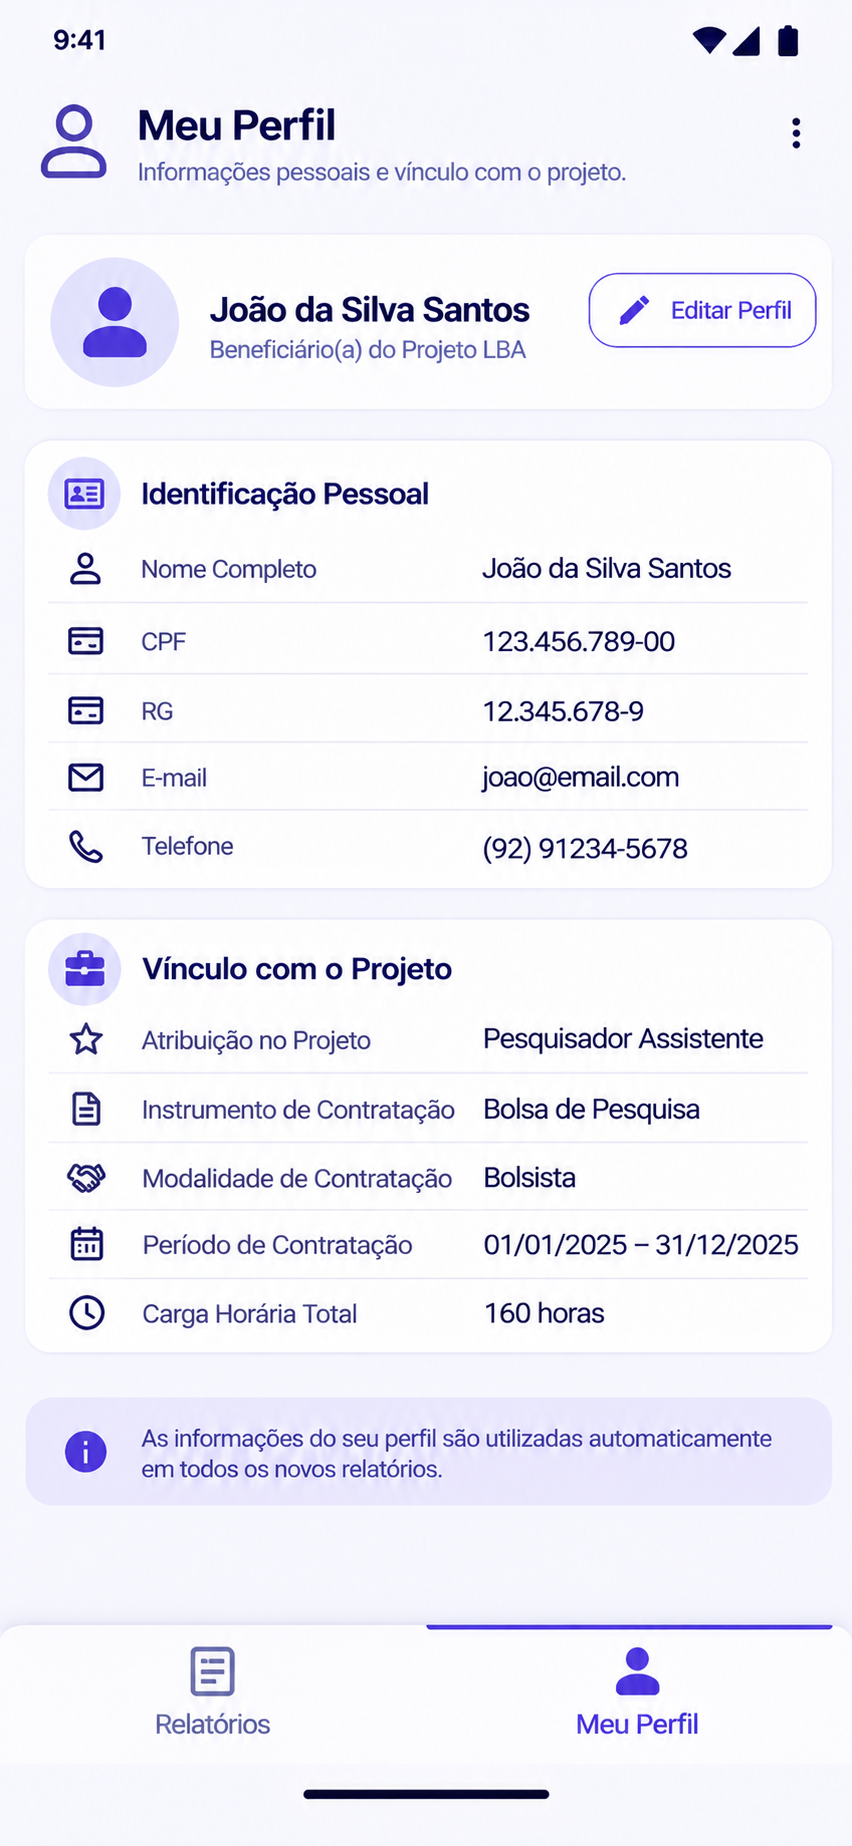 9:41
Meu Perfil
Informações pessoais e vínculo com o projeto.
João da Silva Santos
Beneficiário(a) do Projeto LBA
Editar Perfil
Identificação Pessoal
Nome Completo João da Silva Santos
CPF 123.456.789-00
RG 12.345.678-9
E-mail joao@email.com
Telefone (92) 91234-5678
Vínculo com o Projeto
Atribuição no Projeto Pesquisador Assistente
Instrumento de Contratação Bolsa de Pesquisa
Modalidade de Contratação Bolsista
Período de Contratação 01/01/2025 – 31/12/2025
Carga Horária Total 160 horas
As informações do seu perfil são utilizadas automaticamente
em todos os novos relatórios.
Relatórios Meu Perfil